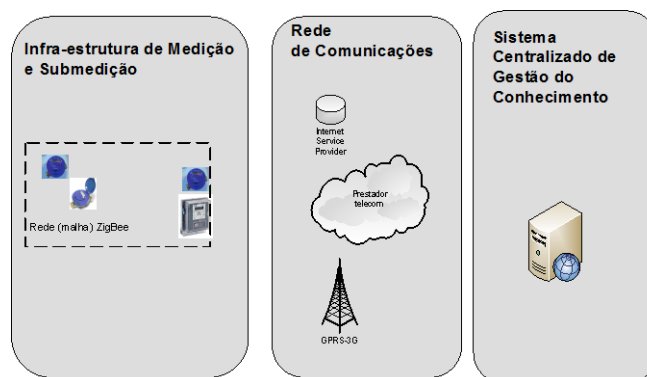 Infra-estrutura de Medição
e Submedição
Rede (malha) ZigBee
Rede
de Comunicações
Internet
Service
Provider
Prestador
telecom
GPRS-3G
Sistema
Centralizado de
Gestão do
Conhecimento